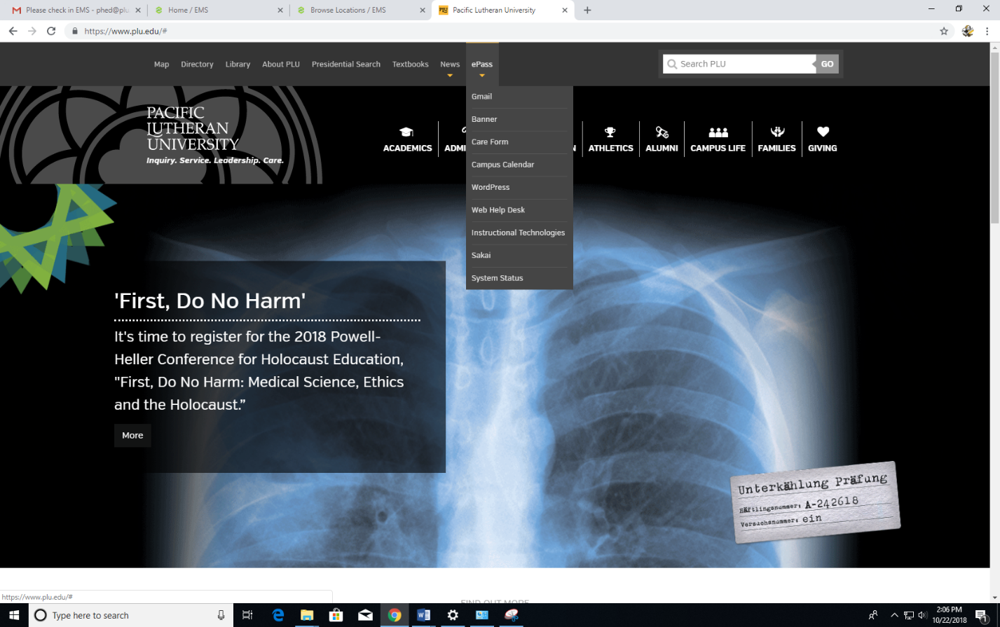 Please check in EMS - phed@plu
Home / EMS
Browse Locations / EMS
Pacific Lutheran University
https://www.plu.edu/#
Map
Directory
Library
About PLU
Presidential Search
Textbooks
News
ePass
Search PLU
GO
Gmail
Banner
Care Form
Campus Calendar
WordPress
Web Help Desk
Instructional Technologies
Sakai
System Status
PACIFIC
LUTHERAN
UNIVERSITY
Inquiry. Service. Leadership. Care.
ACADEMICS
ADMI
N
ATHLETICS
ALUMNI
CAMPUS LIFE
FAMILIES
GIVING
'First, Do No Harm'
It's time to register for the 2018 Powell-
Heller Conference for Holocaust Education,
"First, Do No Harm: Medical Science, Ethics
and the Holocaust.”
More
Unterkählung Präfung
Häftlingsnummer: A-242618
Versuchsnummer: ein
https://www.plu.edu/#
FIND OUT MORE
Type here to search
2:06 PM
10/22/2018
1